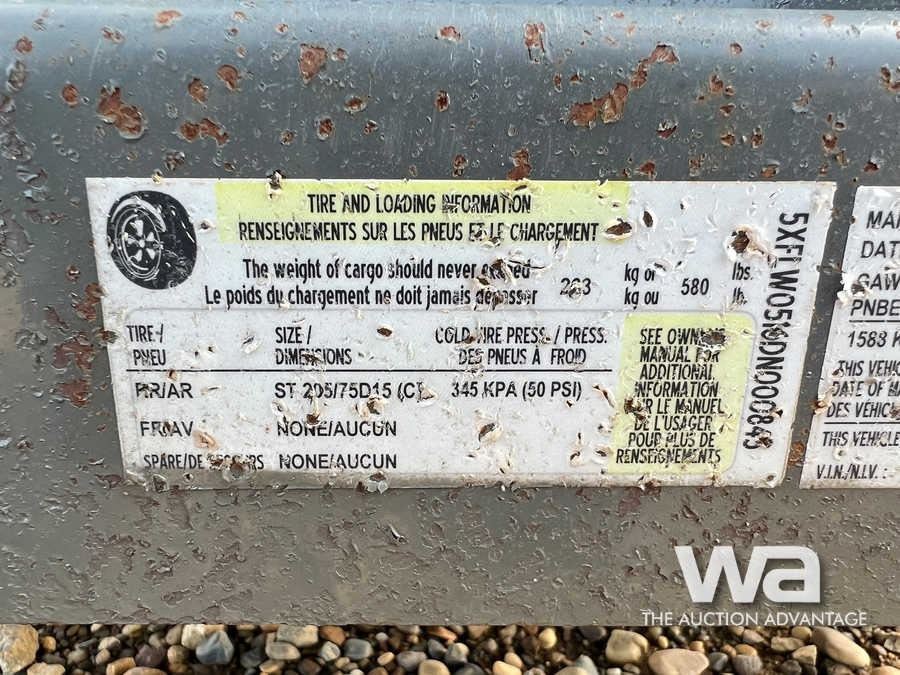 TIRE AND LOADING INFORMATION
RENSEIGNEMENTS SUR LES PNEUS ET LE CHARGEMENT
The weight of cargo should never exceed 263 kg or 580 lbs.
Le poids du chargement ne doit jamais dépasser kg ou lb.
TIRE/ SIZE/ COLD TIRE PRESS. / PRESS.
PNEU DIMENSIONS DES PNEUS À FROID
RR/AR ST 205/75D15 (C) 345 KPA (50 PSI)
FR/AV NONE/AUCUN
SPARE/DE SECOURS NONE/AUCUN
SEE OWNERS
MANUAL FOR
ADDITIONAL
INFORMATION
VOIR LE MANUEL
DE L'USAGER
POUR PLUS DE
RENSEIGNEMENTS
MAN
DAT
GAW
PNBE
1588 K
THIS VEHIC
DATE OF MA
DES VÉHIC
THIS VEHICLE
V.I.N./N.I.V. :
wa
THE AUCTION ADVANTAGE